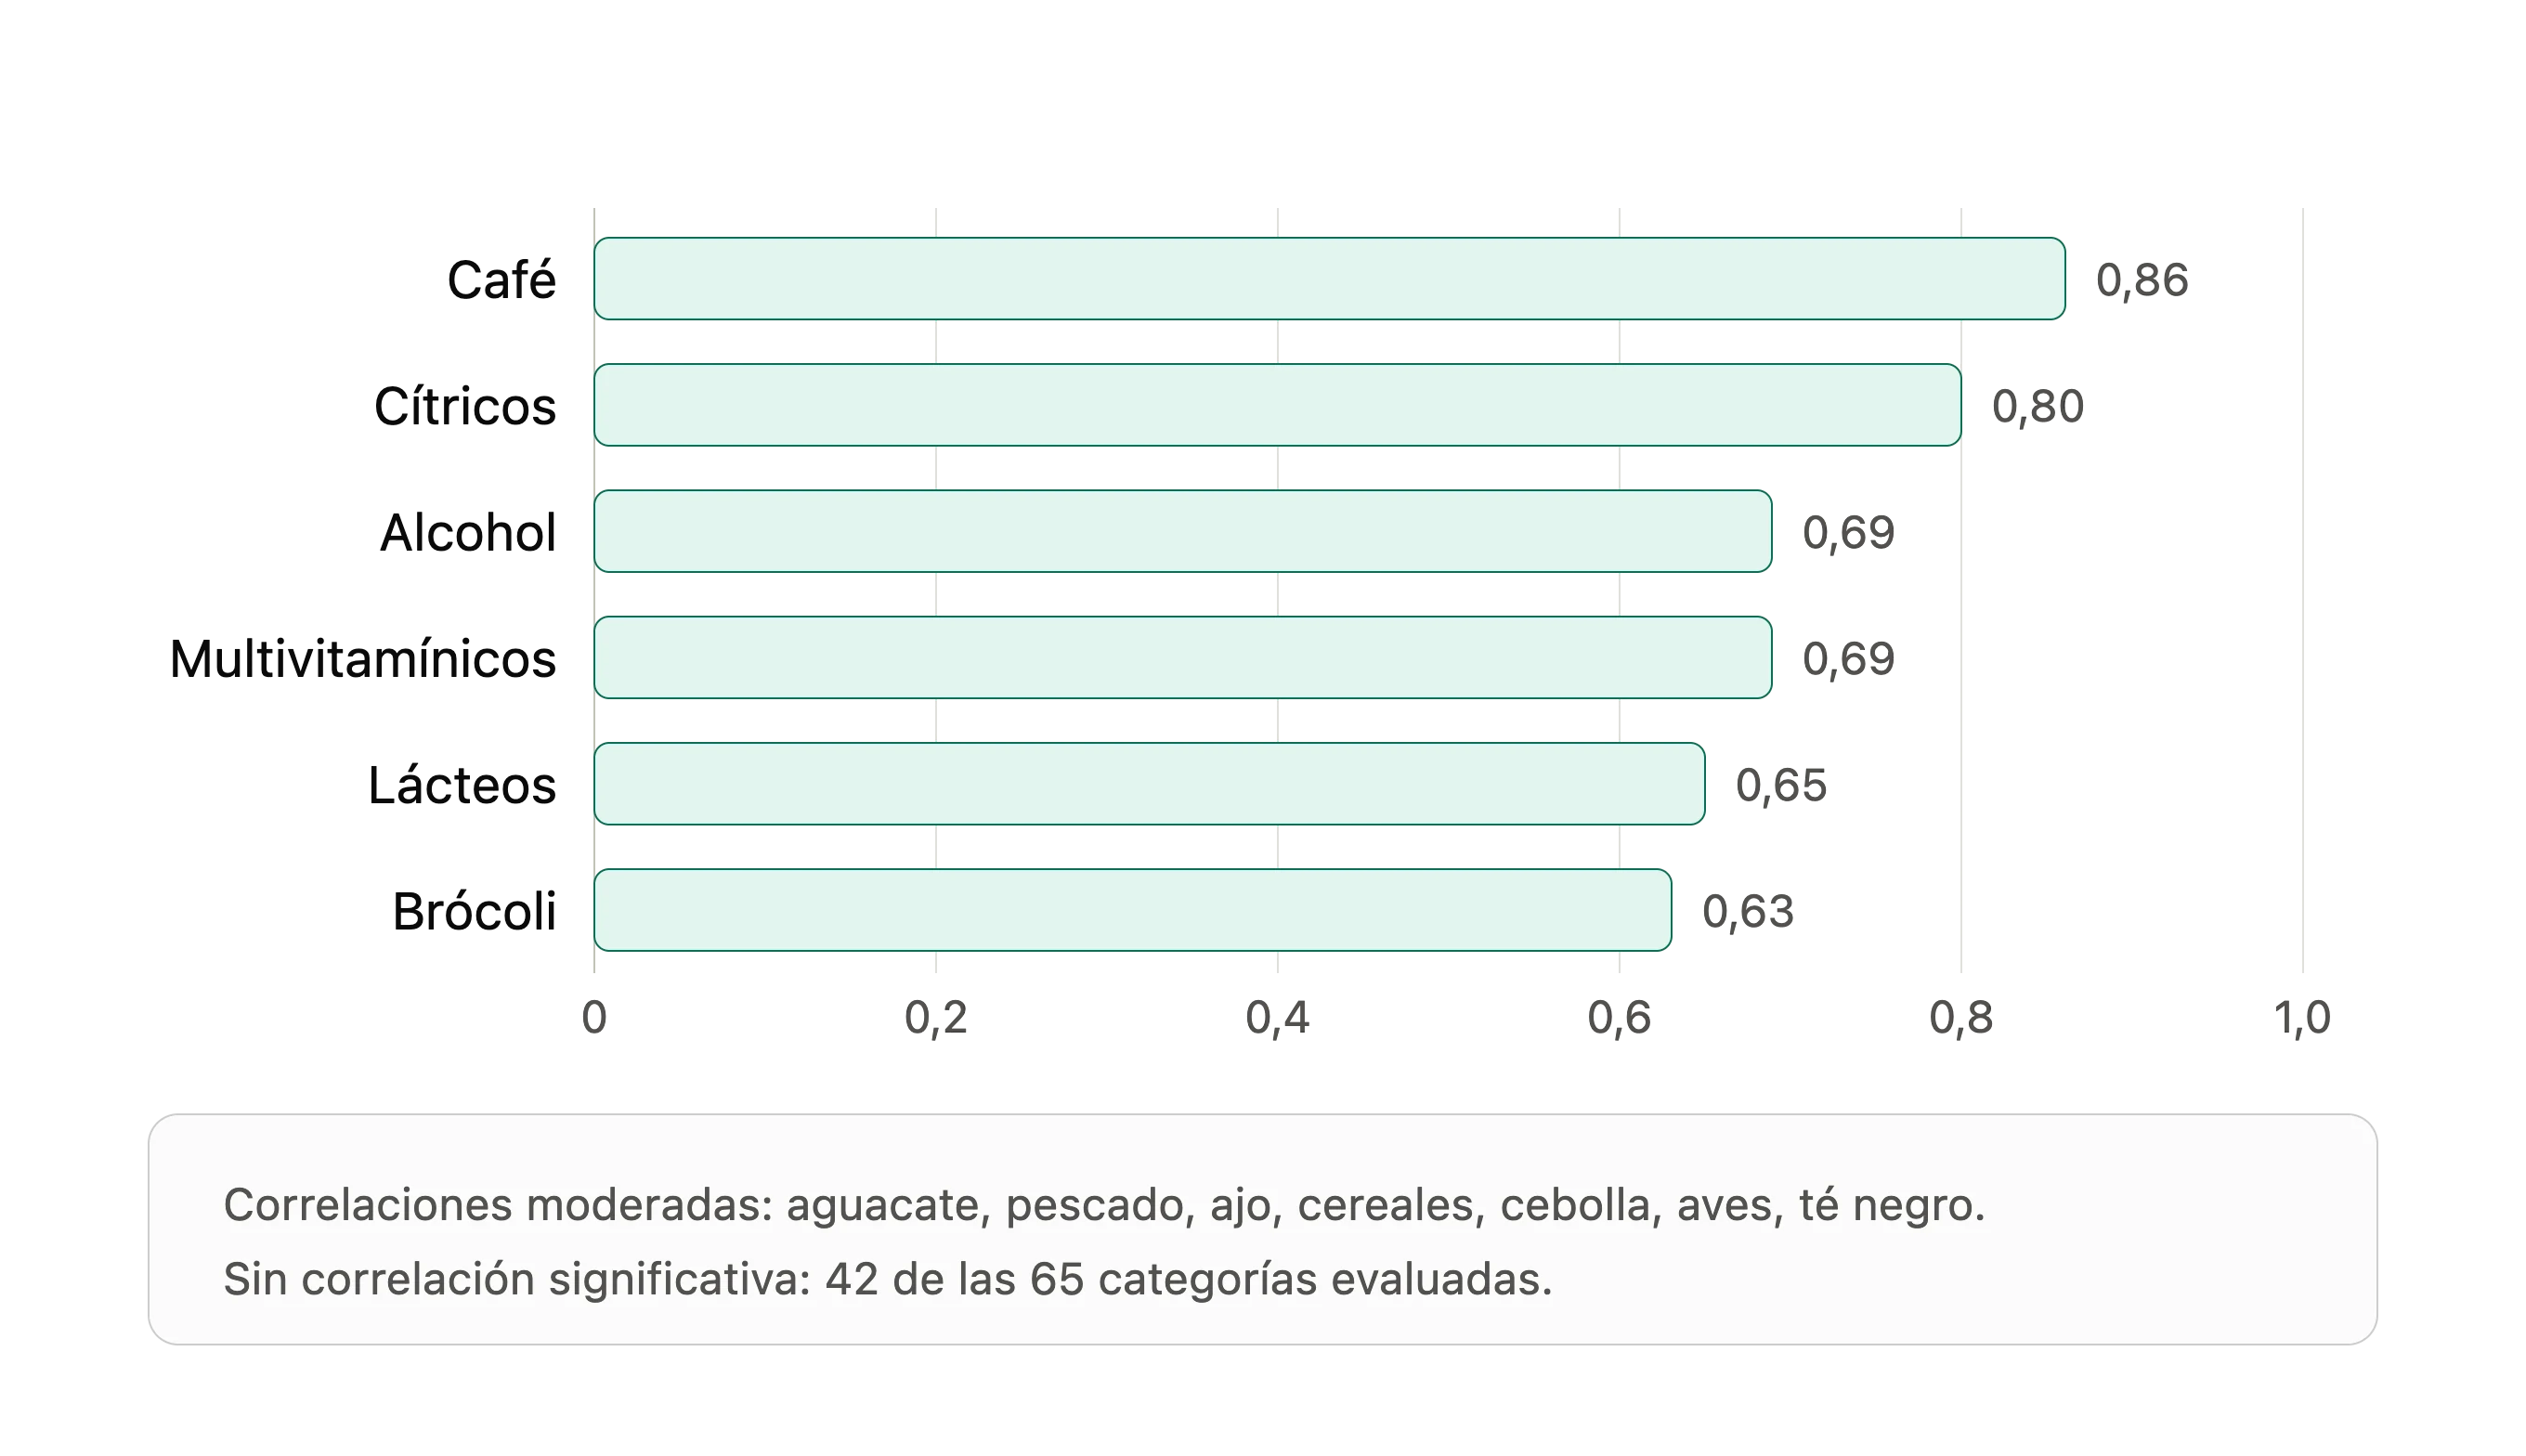 Café 0,86
Cítricos 0,80
Alcohol 0,69
Multivitamínicos 0,69
Lácteos 0,65
Brócoli 0,63
0 0,2 0,4 0,6 0,8 1,0
Correlaciones moderadas: aguacate, pescado, ajo, cereales, cebolla, aves, té negro.
Sin correlación significativa: 42 de las 65 categorías evaluadas.